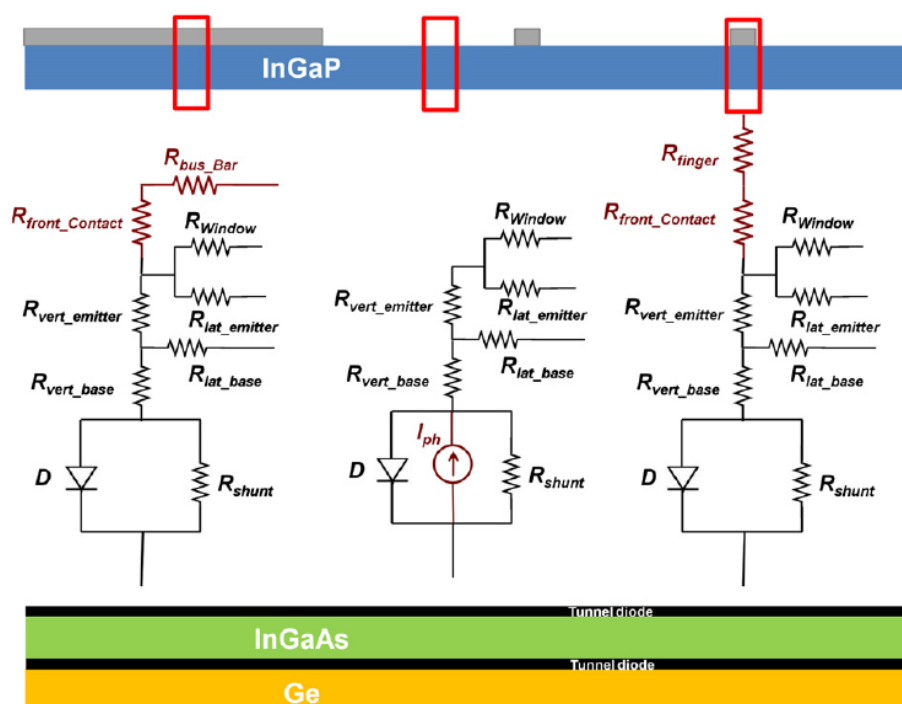 InGaP
R_bus_Bar
R_front_Contact
R_Window
R_vert_emitter
R_lat_emitter
R_vert_base
R_lat_base
D
R_shunt
R_Window
R_vert_emitter
R_lat_emitter
R_vert_base
R_lat_base
I_ph
D
R_shunt
R_finger
R_front_Contact
R_Window
R_vert_emitter
R_lat_emitter
R_vert_base
R_lat_base
D
R_shunt
Tunnel diode
InGaAs
Tunnel diode
Ge